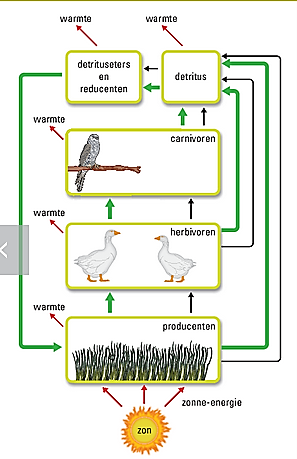 warmte
warmte
detrituseters
en
reducenten
detritus
warmte
carnivoren
warmte
herbivoren
warmte
producenten
zonne-energie
zon